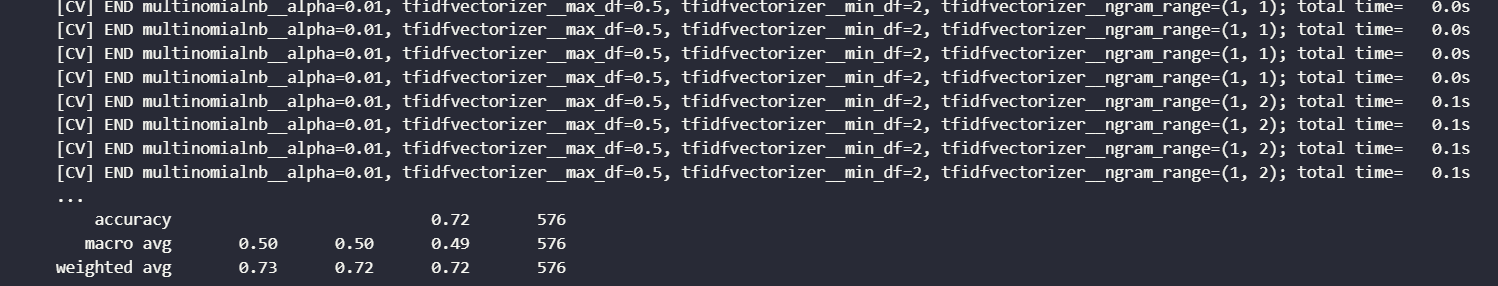 [CV] END multinomialnb__alpha=0.01, tfidfvectorizer__max_df=0.5, tfidfvectorizer__min_df=2, tfidfvectorizer__ngram_range=(1, 1); total time=   0.0s
[CV] END multinomialnb__alpha=0.01, tfidfvectorizer__max_df=0.5, tfidfvectorizer__min_df=2, tfidfvectorizer__ngram_range=(1, 1); total time=   0.0s
[CV] END multinomialnb__alpha=0.01, tfidfvectorizer__max_df=0.5, tfidfvectorizer__min_df=2, tfidfvectorizer__ngram_range=(1, 1); total time=   0.0s
[CV] END multinomialnb__alpha=0.01, tfidfvectorizer__max_df=0.5, tfidfvectorizer__min_df=2, tfidfvectorizer__ngram_range=(1, 1); total time=   0.0s
[CV] END multinomialnb__alpha=0.01, tfidfvectorizer__max_df=0.5, tfidfvectorizer__min_df=2, tfidfvectorizer__ngram_range=(1, 2); total time=   0.1s
[CV] END multinomialnb__alpha=0.01, tfidfvectorizer__max_df=0.5, tfidfvectorizer__min_df=2, tfidfvectorizer__ngram_range=(1, 2); total time=   0.1s
[CV] END multinomialnb__alpha=0.01, tfidfvectorizer__max_df=0.5, tfidfvectorizer__min_df=2, tfidfvectorizer__ngram_range=(1, 2); total time=   0.1s
[CV] END multinomialnb__alpha=0.01, tfidfvectorizer__max_df=0.5, tfidfvectorizer__min_df=2, tfidfvectorizer__ngram_range=(1, 2); total time=   0.1s
...
    accuracy                           0.72       576
   macro avg       0.50      0.50      0.49       576
weighted avg       0.73      0.72      0.72       576